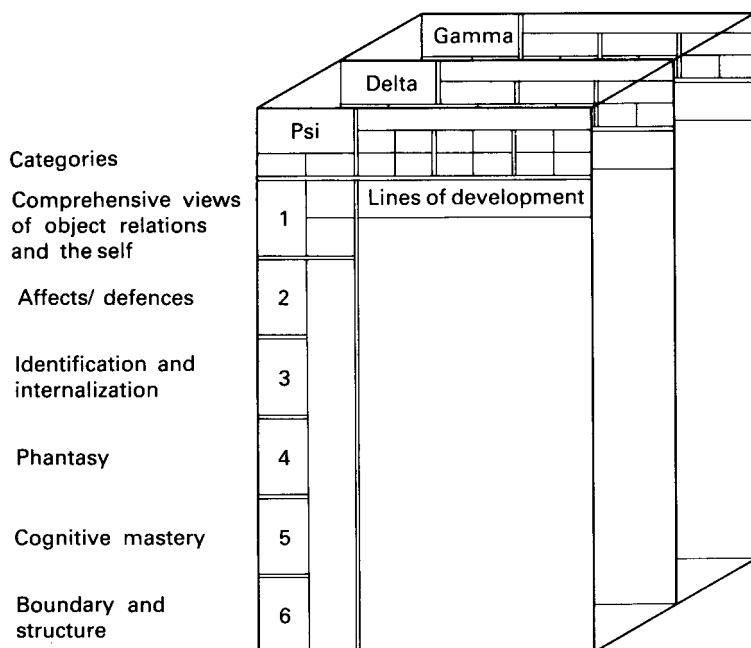 Gamma
Delta
Psi
Categories
Comprehensive views
of object relations
and the self
1
Lines of development
Affects/ defences
2
Identification and
internalization
3
Phantasy
4
Cognitive mastery
5
Boundary and
structure
6